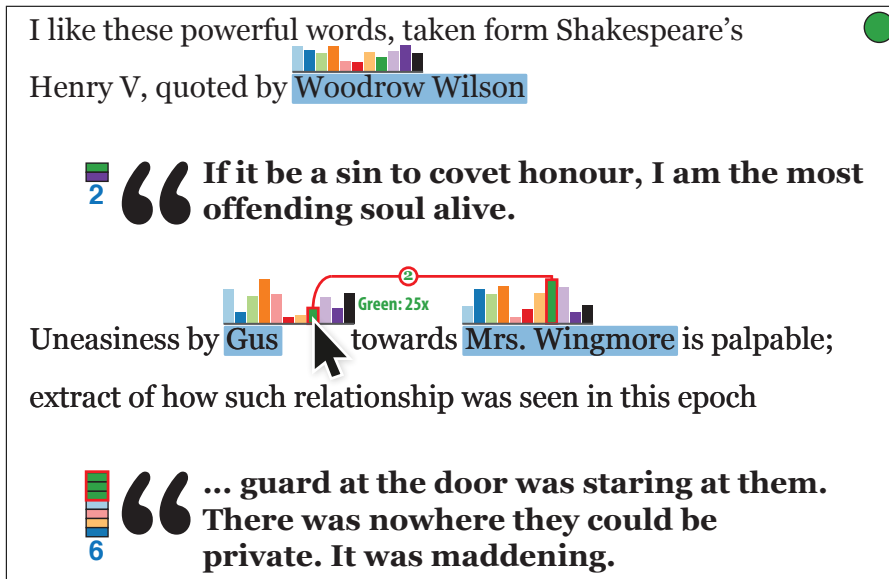 I like these powerful words, taken form Shakespeare's
Henry V, quoted by Woodrow Wilson
2
“ If it be a sin to covet honour, I am the most
offending soul alive.
2
Green: 25x
Uneasiness by Gus towards Mrs. Wingmore is palpable;
extract of how such relationship was seen in this epoch
6
“ ... guard at the door was staring at them.
There was nowhere they could be
private. It was maddening.